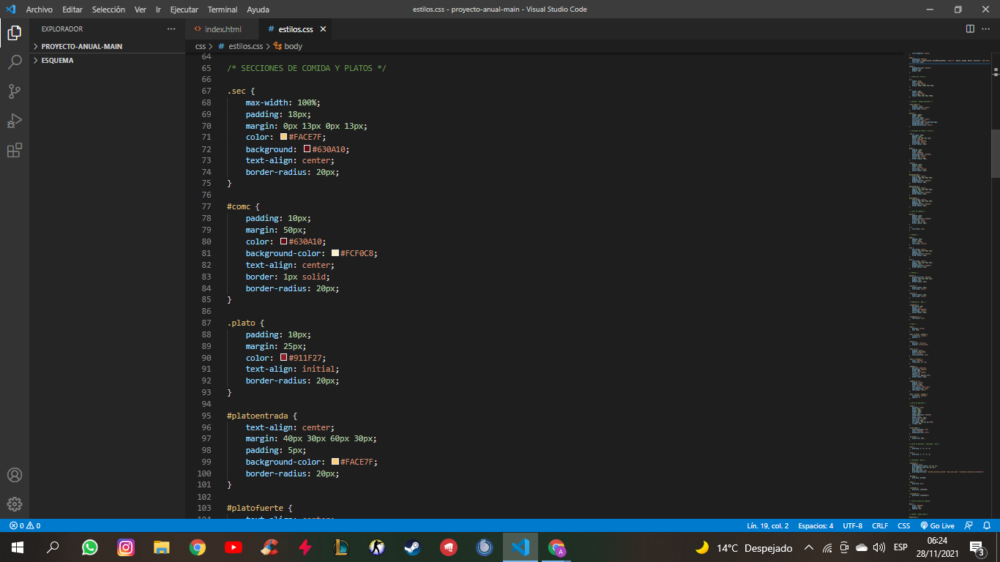 Archivo Editar Selección Ver Ir Ejecutar Terminal Ayuda
estilos.css - proyecto-anual-main - Visual Studio Code
EXPLORADOR
PROYECTO-ANUAL-MAIN
ESQUEMA
index.html
# estilos.css
css > # estilos.css > body
64
65 /* SECCIONES DE COMIDA Y PLATOS */
66
67 .sec {
68 max-width: 100%;
69 padding: 18px;
70 margin: 0px 13px 0px 13px;
71 color: #FACE7F;
72 background: #630A10;
73 text-align: center;
74 border-radius: 20px;
75 }
76
77 #comc {
78 padding: 10px;
79 margin: 50px;
80 color: #630A10;
81 background-color: #FCF0C8;
82 text-align: center;
83 border: 1px solid;
84 border-radius: 20px;
85 }
86
87 .plato {
88 padding: 10px;
89 margin: 25px;
90 color: #911F27;
91 text-align: initial;
92 border-radius: 20px;
93 }
94
95 #platoentrada {
96 text-align: center;
97 margin: 40px 30px 60px 30px;
98 padding: 5px;
99 background-color: #FACE7F;
100 border-radius: 20px;
101 }
102
103 #platofuerte {
104 text-align: center;
0 0
Lín. 19, col. 2 Espacios: 4 UTF-8 CRLF CSS Go Live
14°C Despejado ESP
06:24
28/11/2021
3
A